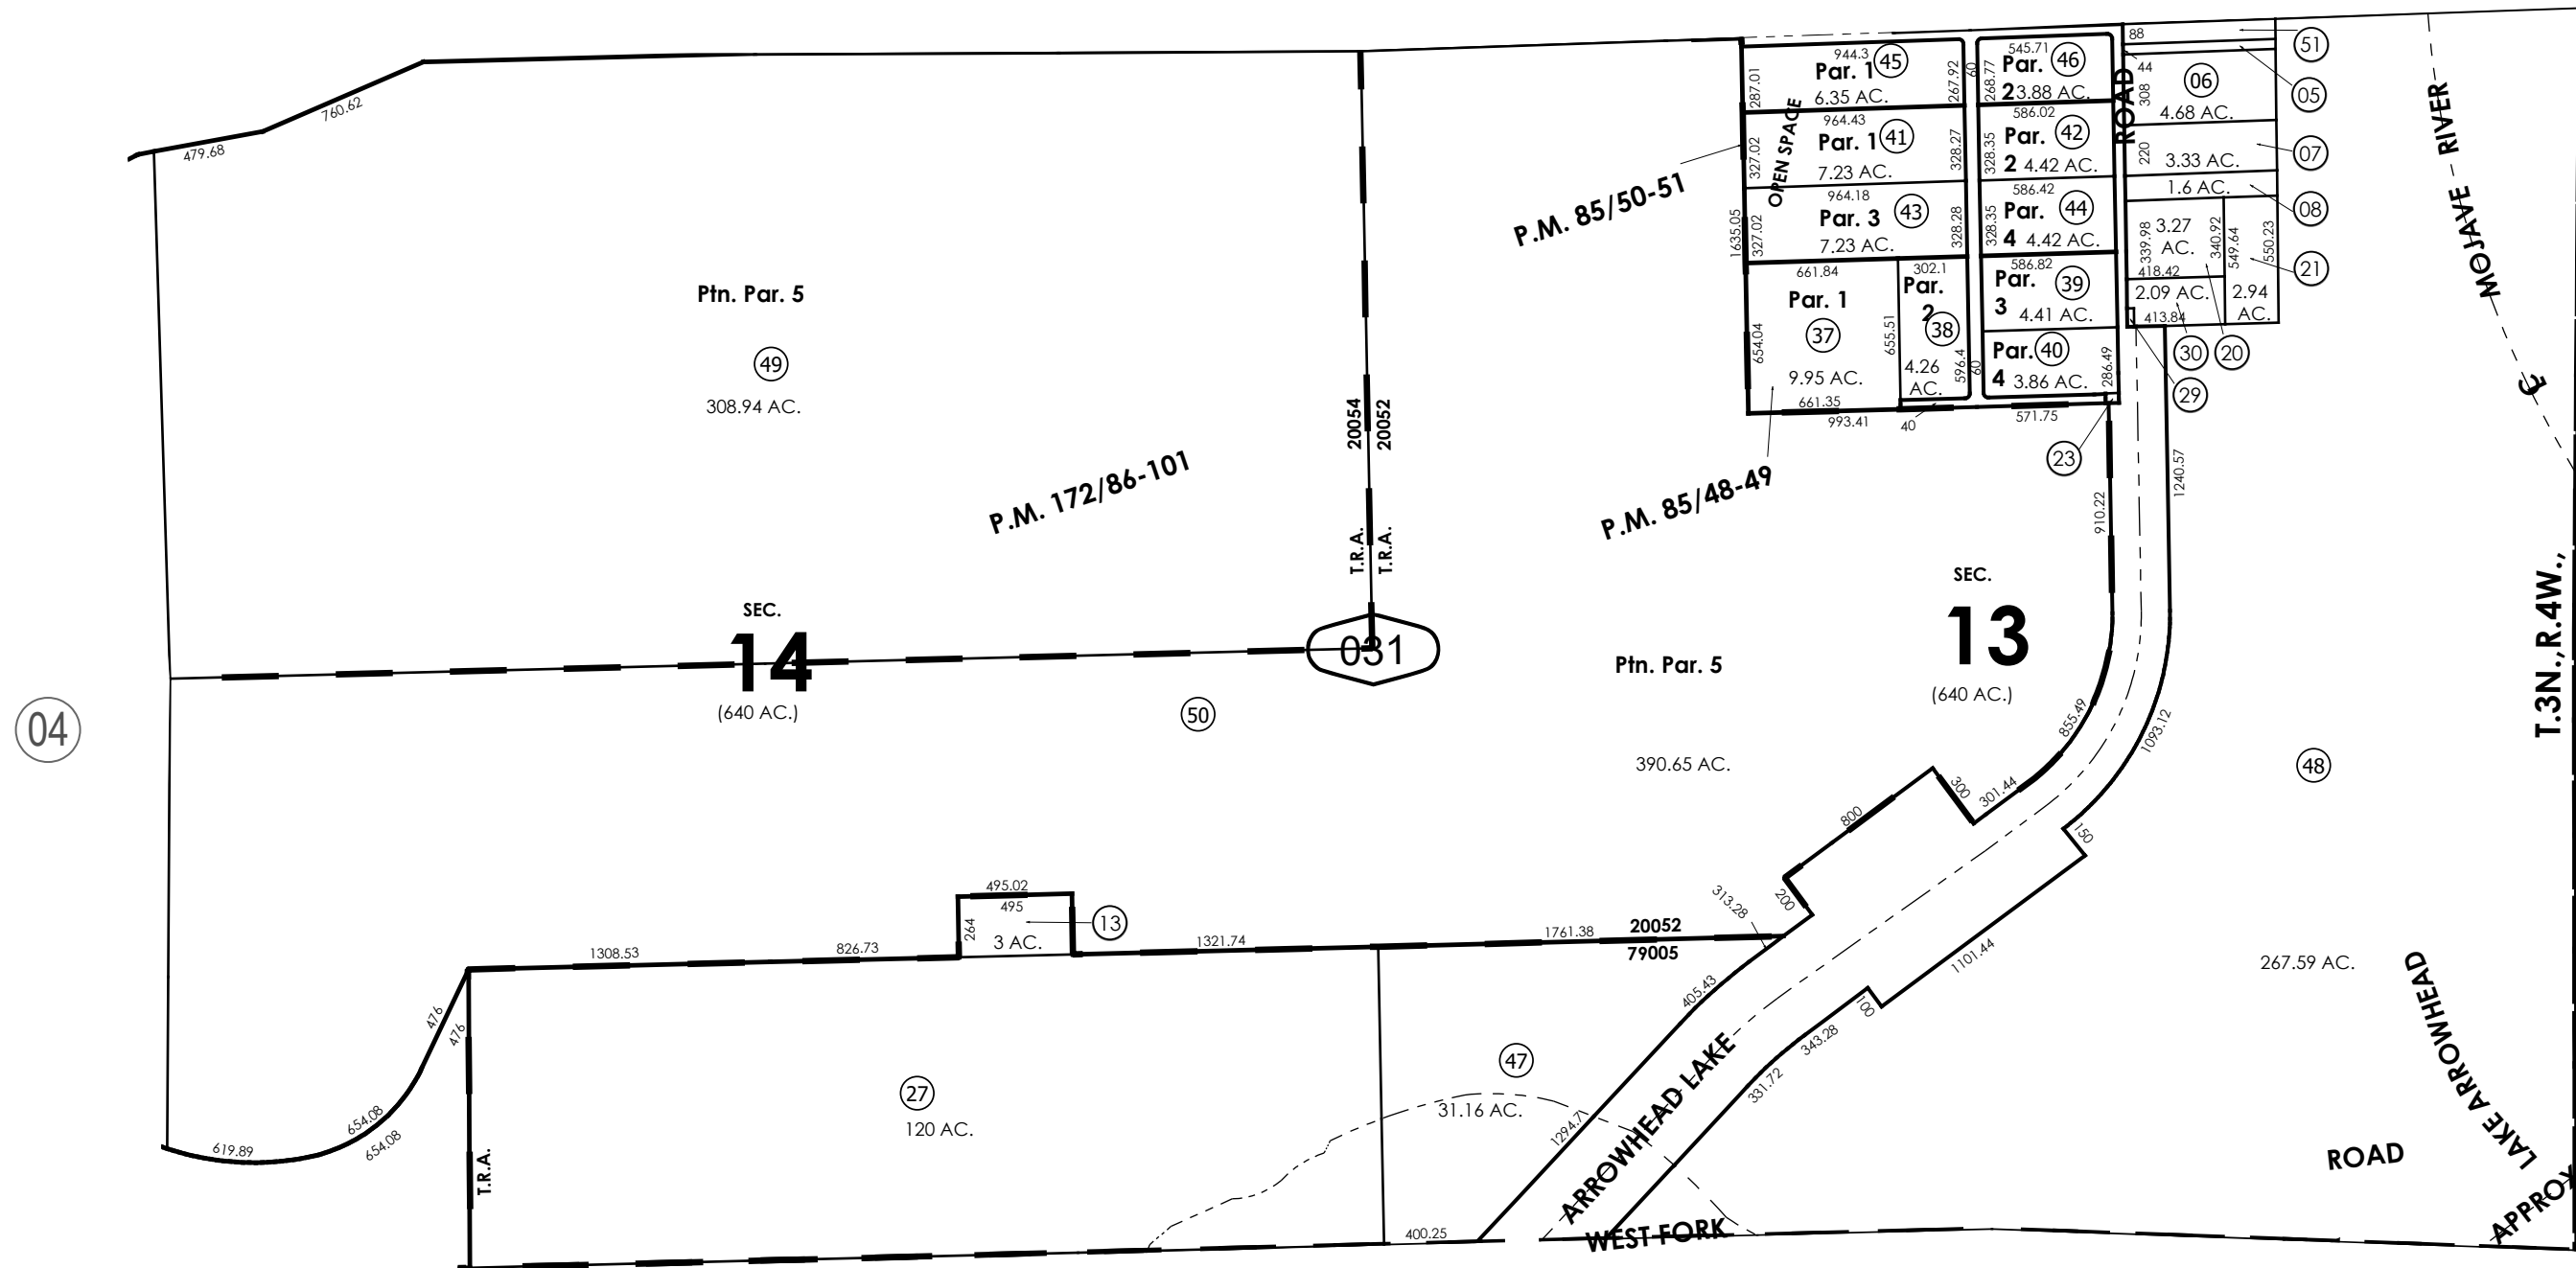 760.62
479.68
Ptn. Par. 5
49
308.94 AC.
P.M. 172/86-101
20054
20052
T.R.A.
T.R.A.
SEC.
14
(640 AC.)
031
04
50
P.M. 85/50-51
P.M. 85/48-49
OPEN SPACE
944.3
45
Par. 1
6.35 AC.
287.01
267.92
60
545.71
Par. 46
2 3.88 AC.
268.77
964.43
Par. 1 41
7.23 AC.
327.02
328.27
586.02
Par. 42
2 4.42 AC.
328.35
964.18
Par. 3 43
7.23 AC.
1635.05
327.02
328.28
586.42
Par. 44
4 4.42 AC.
328.35
661.84
Par. 1
37
9.95 AC.
654.04
655.51
661.35
993.41
302.1
Par.
2
38
4.26
AC.
596.4
60
40
586.82
Par. 39
3 4.41 AC.
Par. 40
4 3.86 AC.
286.49
571.75
23
ROAD
88
51
44
05
308
06
4.68 AC.
220
07
3.33 AC.
1.6 AC.
08
339.98
3.27
AC.
340.92
549.64
550.23
21
418.42
2.09 AC.
2.94
AC.
413.84
30
20
29
MOJAVE RIVER
T.3N.,R.4W.,
910.22
1240.57
SEC.
13
(640 AC.)
Ptn. Par. 5
390.65 AC.
855.49
1093.12
48
267.59 AC.
300
301.44
800
150
200
313.28
1101.44
100
343.28
331.72
405.43
1294.71
495.02
495
264
3 AC.
13
1308.53
826.73
1321.74
1761.38
20052
79005
476
476
654.08
654.08
619.89
T.R.A.
27
120 AC.
47
31.16 AC.
400.25
ARROWHEAD LAKE
WEST FORK
ROAD
LAKE ARROWHEAD
APPROX